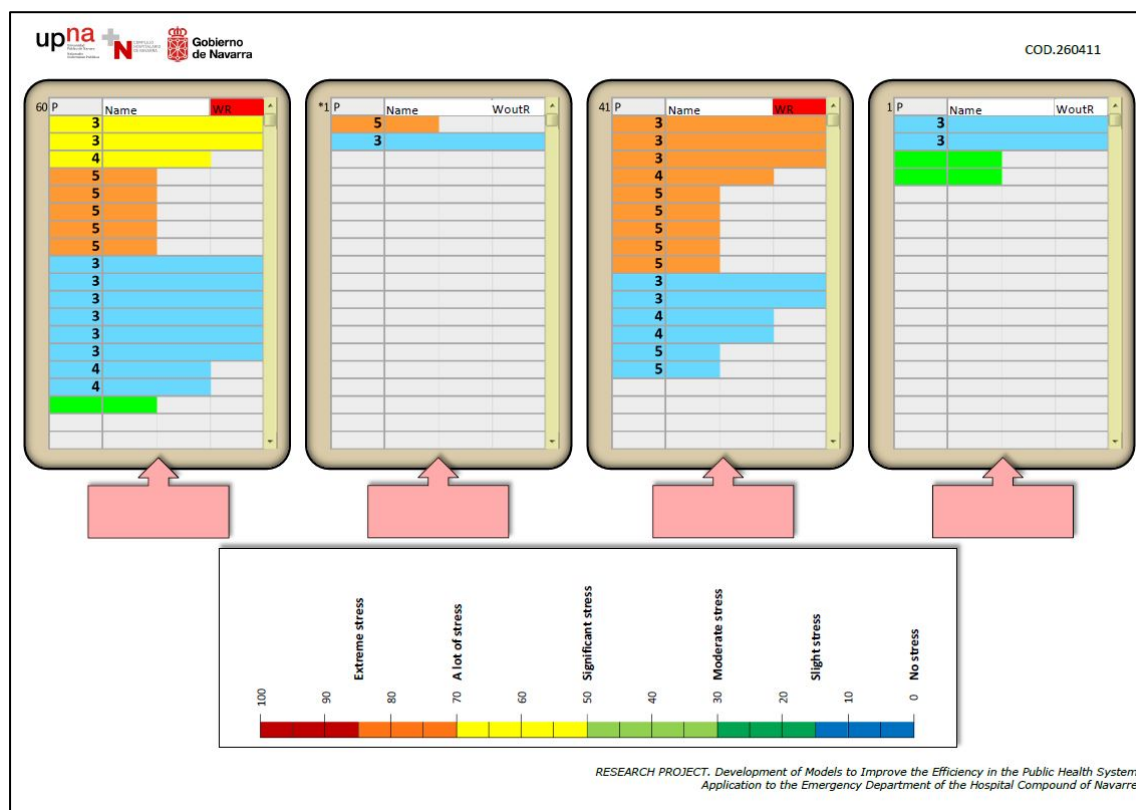 upna
Gobierno
de Navarra
COD.260411
60 P Name WR
3
3
4
5
5
5
5
5
3
3
3
3
3
3
4
4
*1 P Name WoutR
5
3
41 P Name WR
3
3
3
4
5
5
5
5
5
3
3
4
4
5
5
1 P Name WoutR
3
3
Extreme stress
A lot of stress
Significant stress
Moderate stress
Slight stress
No stress
100 90 80 70 60 50 40 30 20 10 0
RESEARCH PROJECT. Development of Models to Improve the Efficiency in the Public Health System
Application to the Emergency Department of the Hospital Compound of Navarre